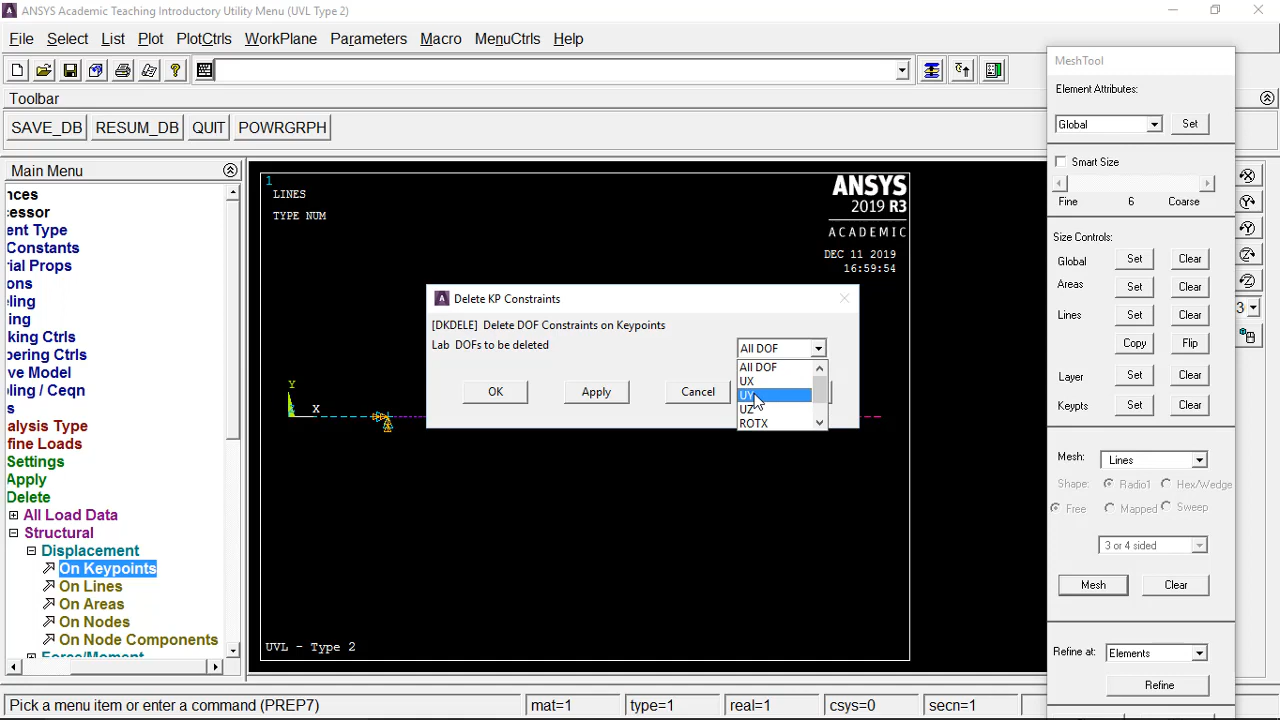 ANSYS Academic Teaching Introductory Utility Menu (UVL Type 2)
File Select List Plot PlotCtrls WorkPlane Parameters Macro MenuCtrls Help
Toolbar
SAVE_DB RESUM_DB QUIT POWRGRPH
Main Menu
nces
essor
ent Type
Constants
rial Props
ons
eling
ing
king Ctrls
bering Ctrls
ve Model
ling / Ceqn
s
alysis Type
fine Loads
Settings
Apply
Delete
All Load Data
Structural
Displacement
On Keypoints
On Lines
On Areas
On Nodes
On Node Components
Force/Moment
1
LINES
TYPE NUM
ANSYS
2019 R3
ACADEMIC
DEC 11 2019
16:59:54
Y
X
UVL - Type 2
Delete KP Constraints
[DKDELE] Delete DOF Constraints on Keypoints
Lab DOFs to be deleted
All DOF
All DOF
UX
UY
UZ
ROTX
OK Apply Cancel
MeshTool
Element Attributes:
Global Set
Smart Size
Fine 6 Coarse
Size Controls:
Global Set Clear
Areas Set Clear
Lines Set Clear
Copy Flip
Layer Set Clear
Keypts Set Clear
Mesh: Lines
Shape: Radio1 Hex/Wedge
Free Mapped Sweep
3 or 4 sided
Mesh Clear
Refine at: Elements
Refine
3
Pick a menu item or enter a command (PREP7) mat=1 type=1 real=1 csys=0 secn=1